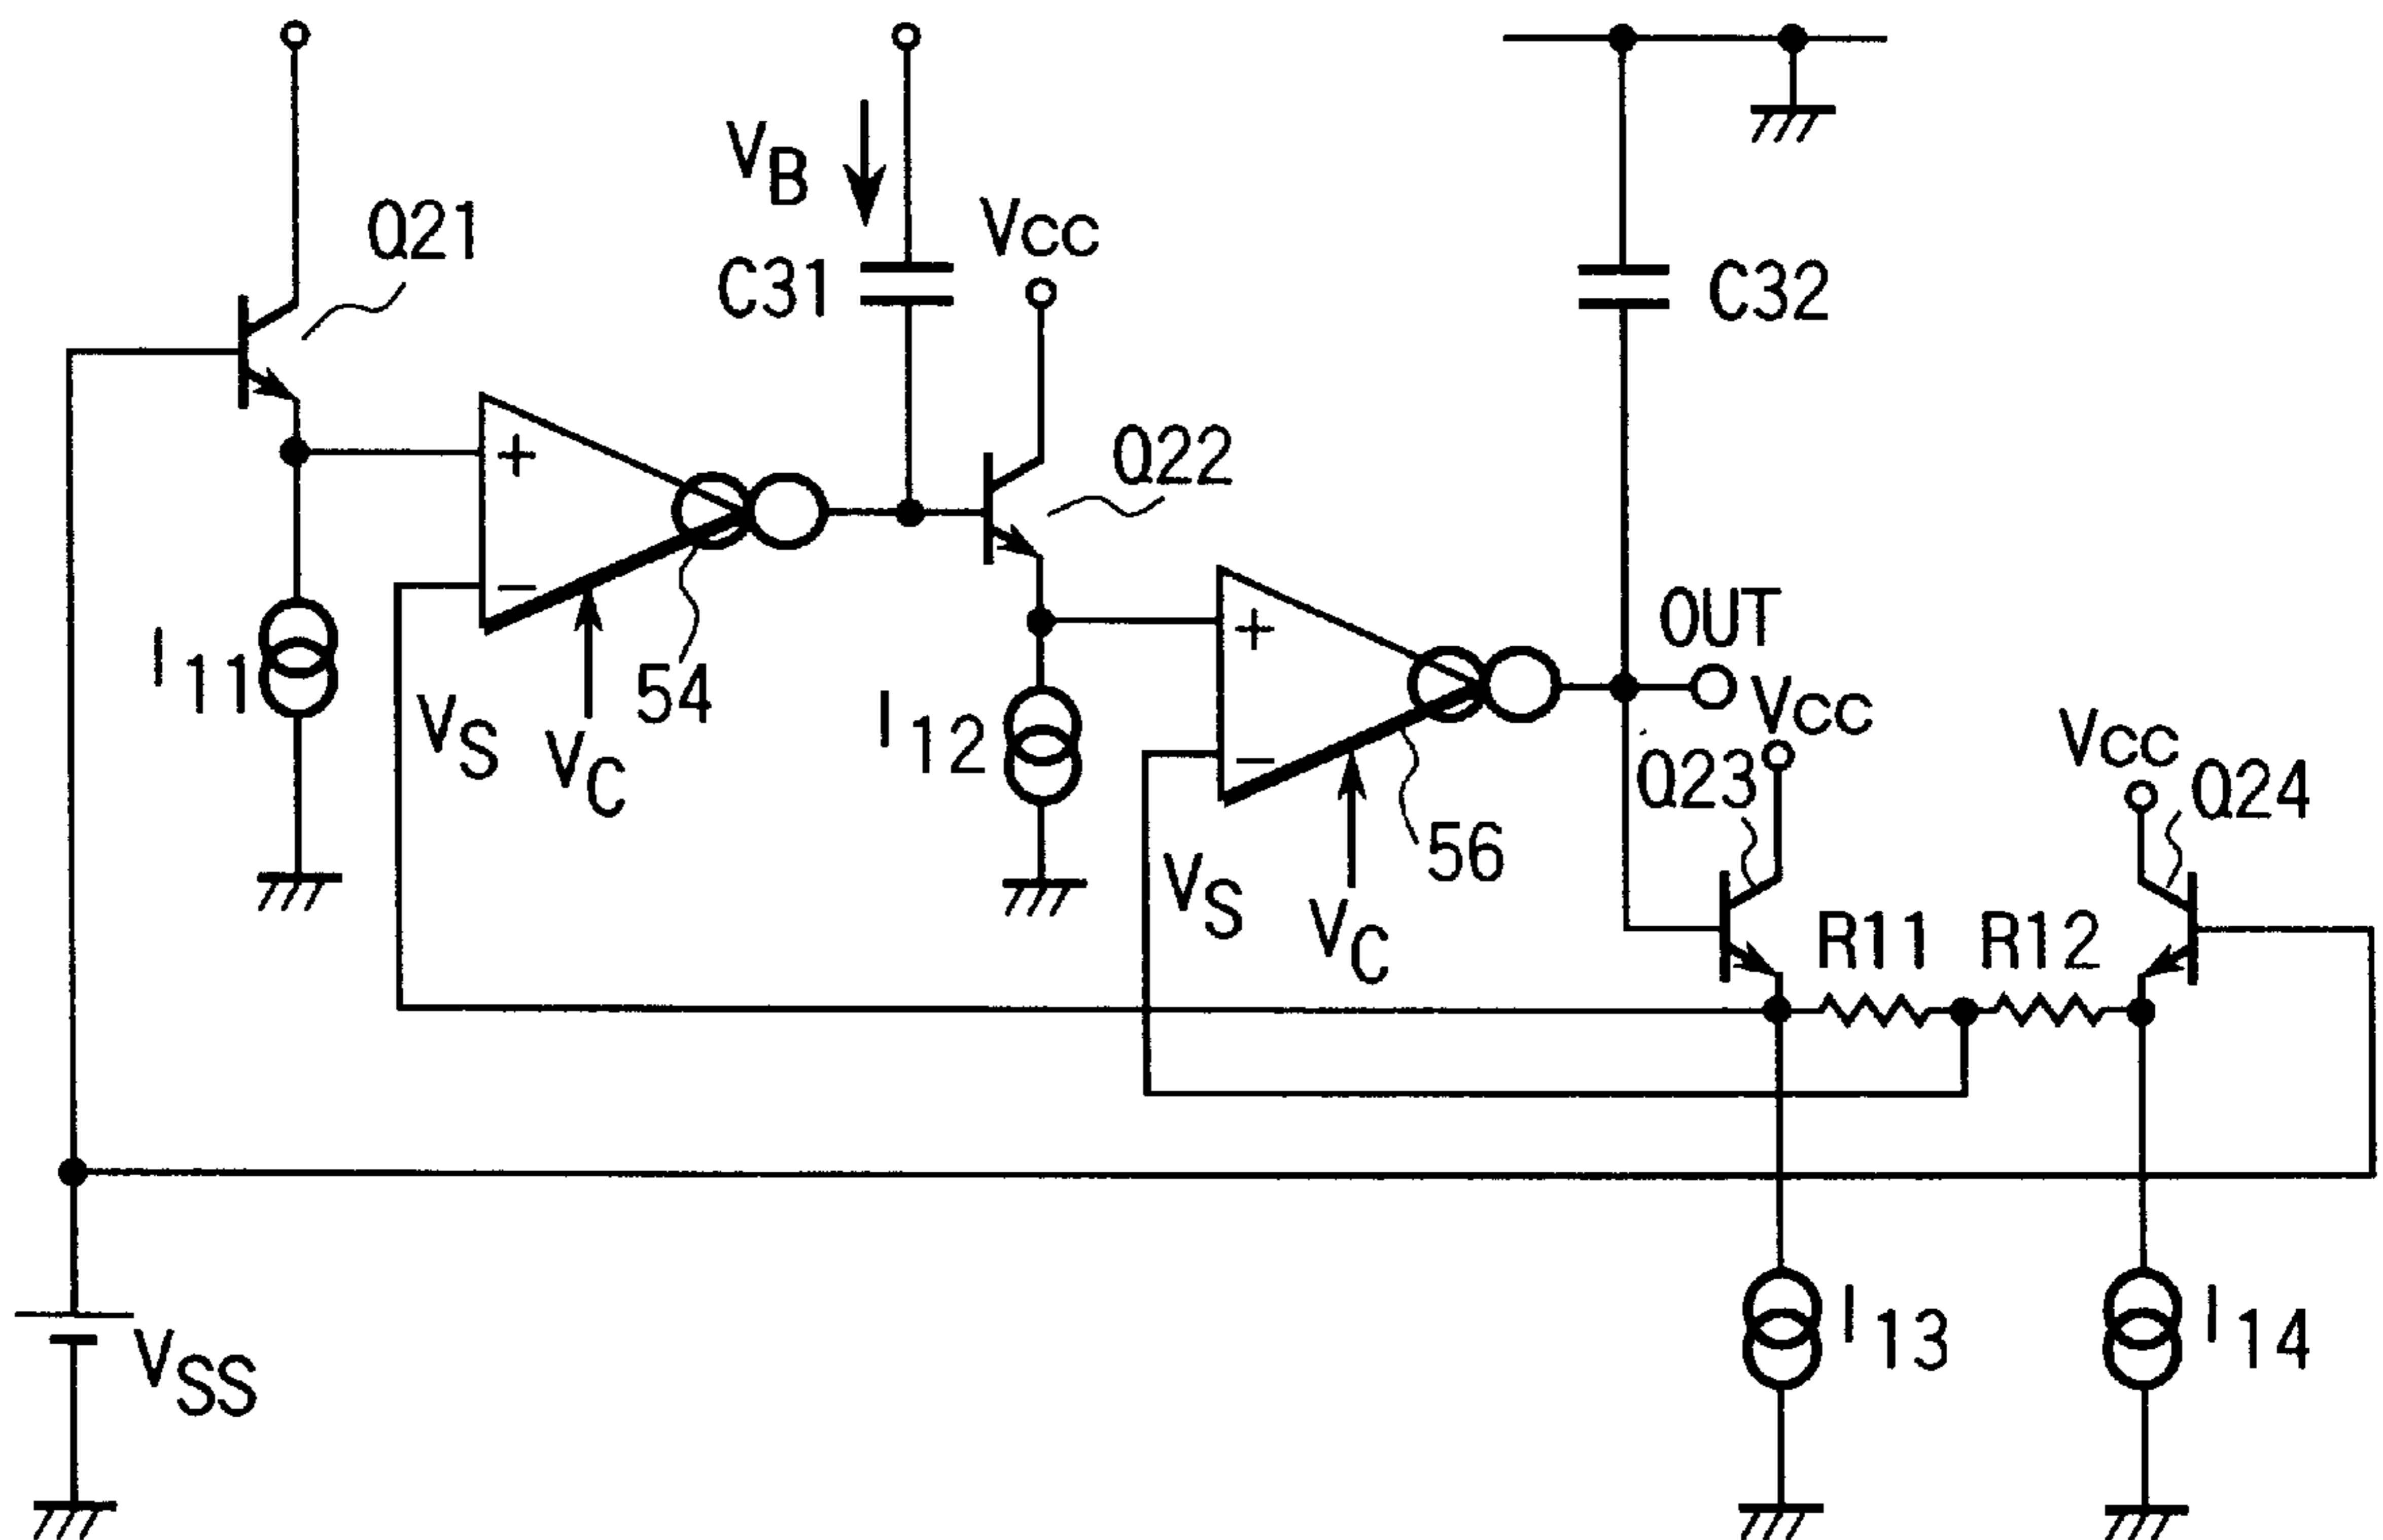 VB
Q21
C31
Vcc
C32
Q22
+
−
I11
VS
VC
54
I12
+
−
OUT
Vcc
Q23
Vcc
Q24
VS
VC
56
R11
R12
VSS
I13
I14